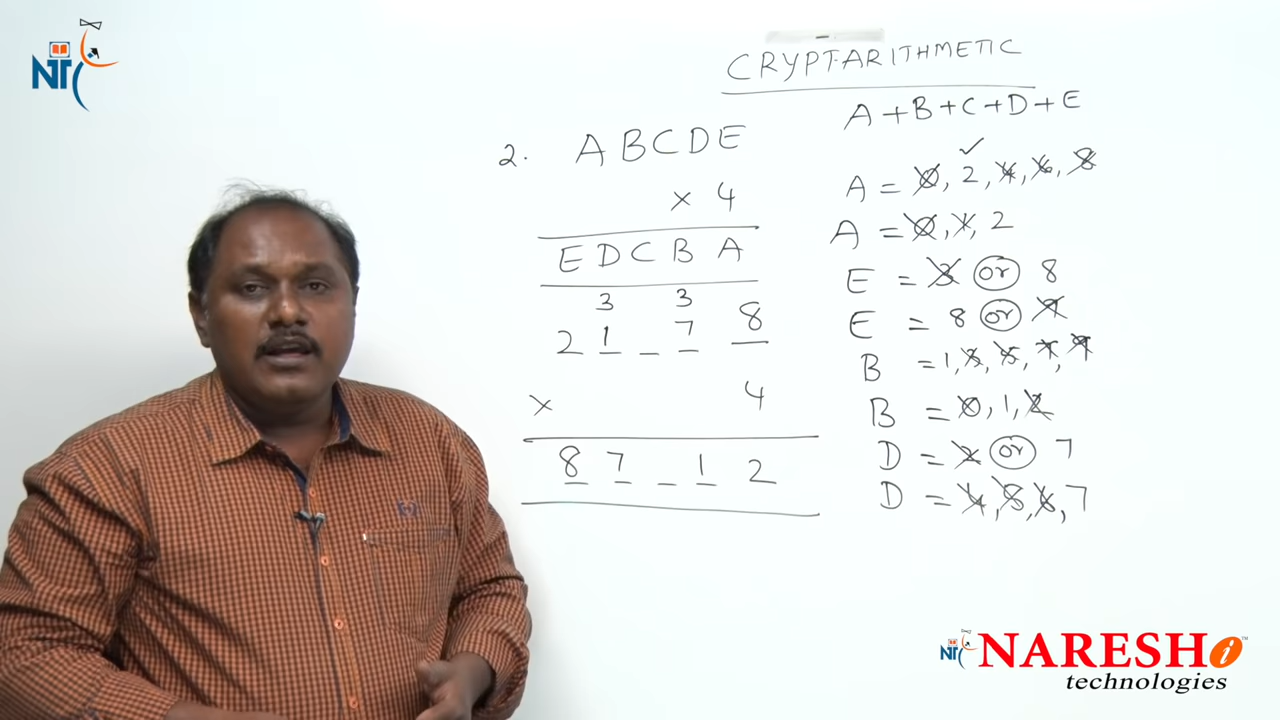 NT
CRYPTARITHMETIC
A+B+C+D+E
2. ABCDE
× 4
EDCBA
3 3
2 1 _ 7 8
× 4
8 7 _ 1 2
A = 0, 2, 4, 6, 8
A = 0, 1, 2
E = 3 or 8
E = 8 or 9
B = 1, 3, 5, 7, 9
B = 0, 1, 2
D = 2 or 7
D = 4, 5, 6, 7
NT
NARESH i
technologies